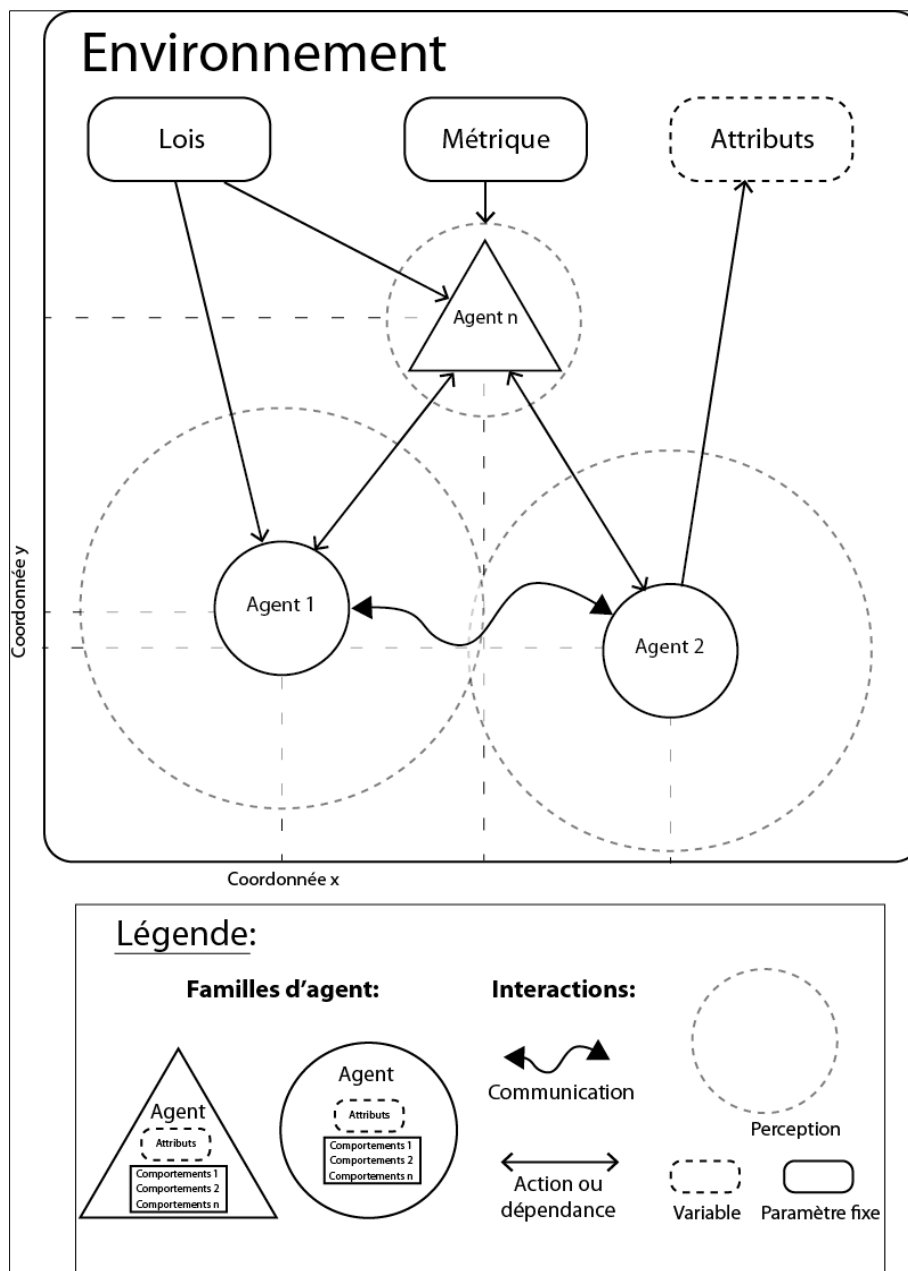 Environnement
Lois
Métrique
Attributs
Agent n
Agent 1
Agent 2
Coordonnée y
Coordonnée x
Légende:
Familles d'agent:
Agent
Attributs
Comportements 1
Comportements 2
Comportements n
Agent
Attributs
Comportements 1
Comportements 2
Comportements n
Interactions:
Communication
Action ou
dépendance
Perception
Variable
Paramètre fixe